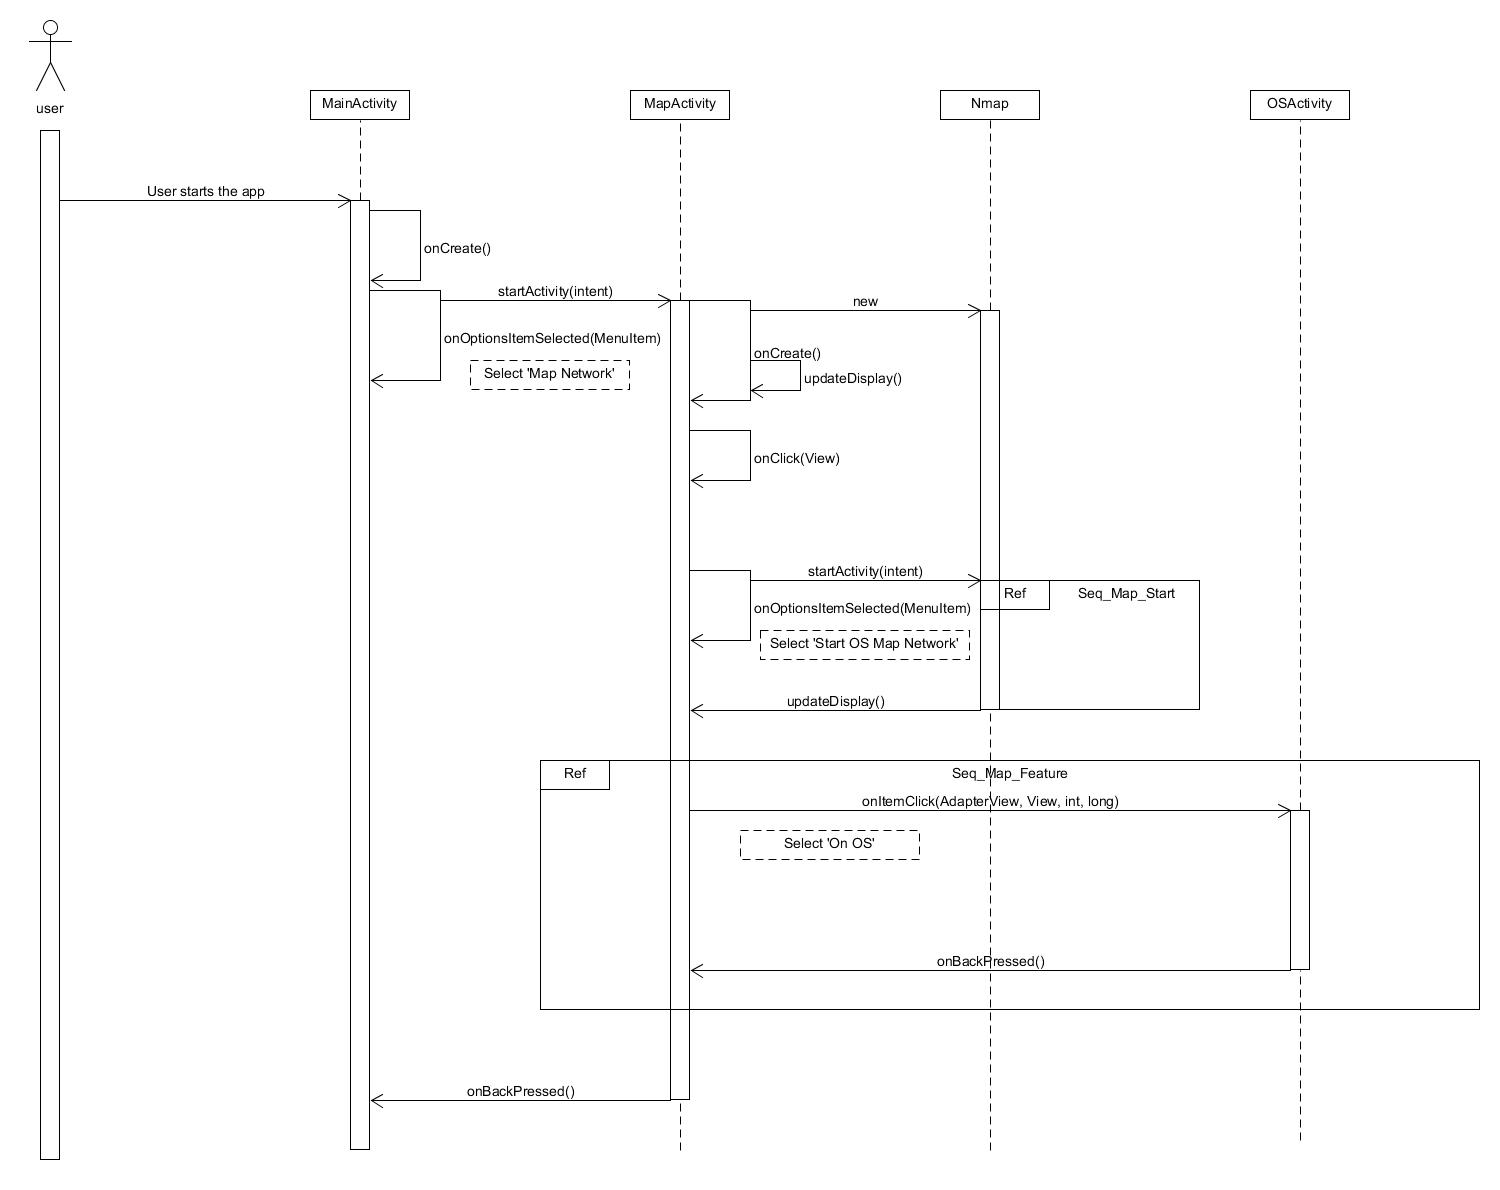 user
MainActivity
MapActivity
Nmap
OSActivity
User starts the app
onCreate()
startActivity(intent)
new
onOptionsItemSelected(MenuItem)
onCreate()
Select 'Map Network'
updateDisplay()
onClick(View)
startActivity(intent)
Ref
Seq_Map_Start
onOptionsItemSelected(MenuItem)
Select 'Start OS Map Network'
updateDisplay()
Ref
Seq_Map_Feature
onItemClick(AdapterView, View, int, long)
Select 'On OS'
onBackPressed()
onBackPressed()